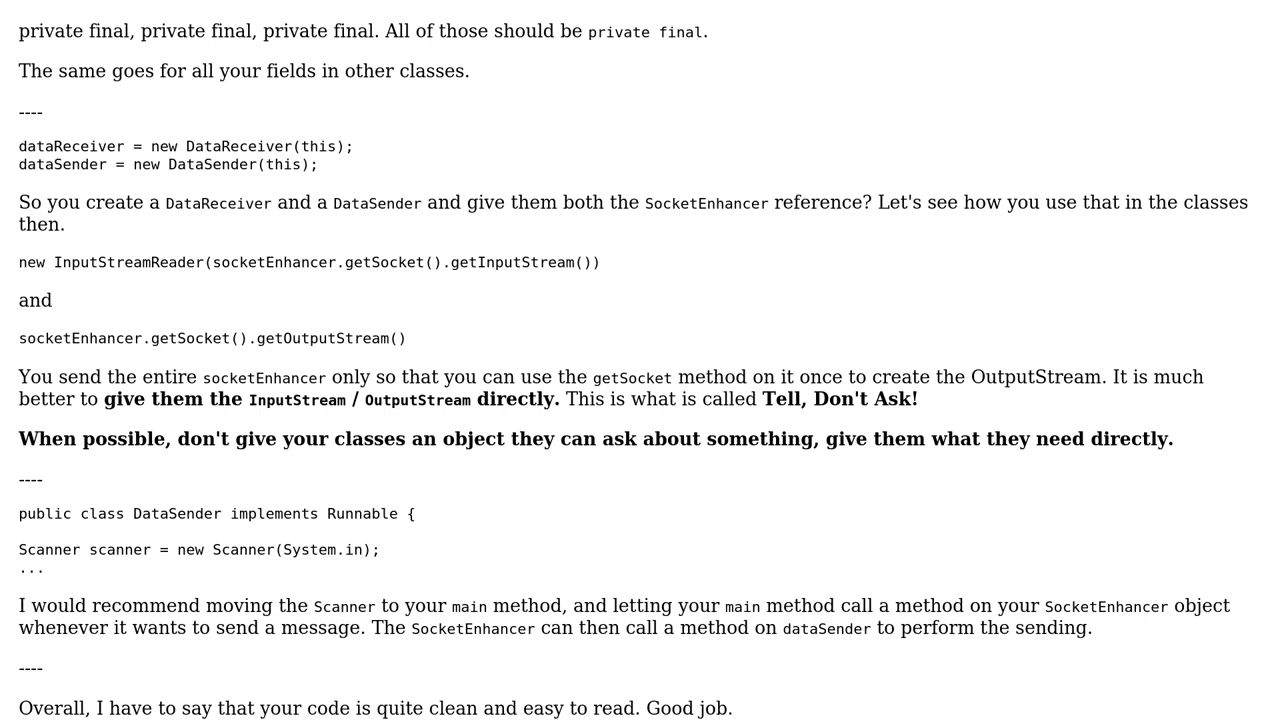 private final, private final, private final. All of those should be private final.
The same goes for all your fields in other classes.
----
dataReceiver = new DataReceiver(this);
dataSender = new DataSender(this);
So you create a DataReceiver and a DataSender and give them both the SocketEnhancer reference? Let's see how you use that in the classes
then.
new InputStreamReader(socketEnhancer.getSocket().getInputStream())
and
socketEnhancer.getSocket().getOutputStream()
You send the entire socketEnhancer only so that you can use the getSocket method on it once to create the OutputStream. It is much
better to give them the InputStream / OutputStream directly. This is what is called Tell, Don't Ask!
When possible, don't give your classes an object they can ask about something, give them what they need directly.
----
public class DataSender implements Runnable {
Scanner scanner = new Scanner(System.in);
...
I would recommend moving the Scanner to your main method, and letting your main method call a method on your SocketEnhancer object
whenever it wants to send a message. The SocketEnhancer can then call a method on dataSender to perform the sending.
----
Overall, I have to say that your code is quite clean and easy to read. Good job.